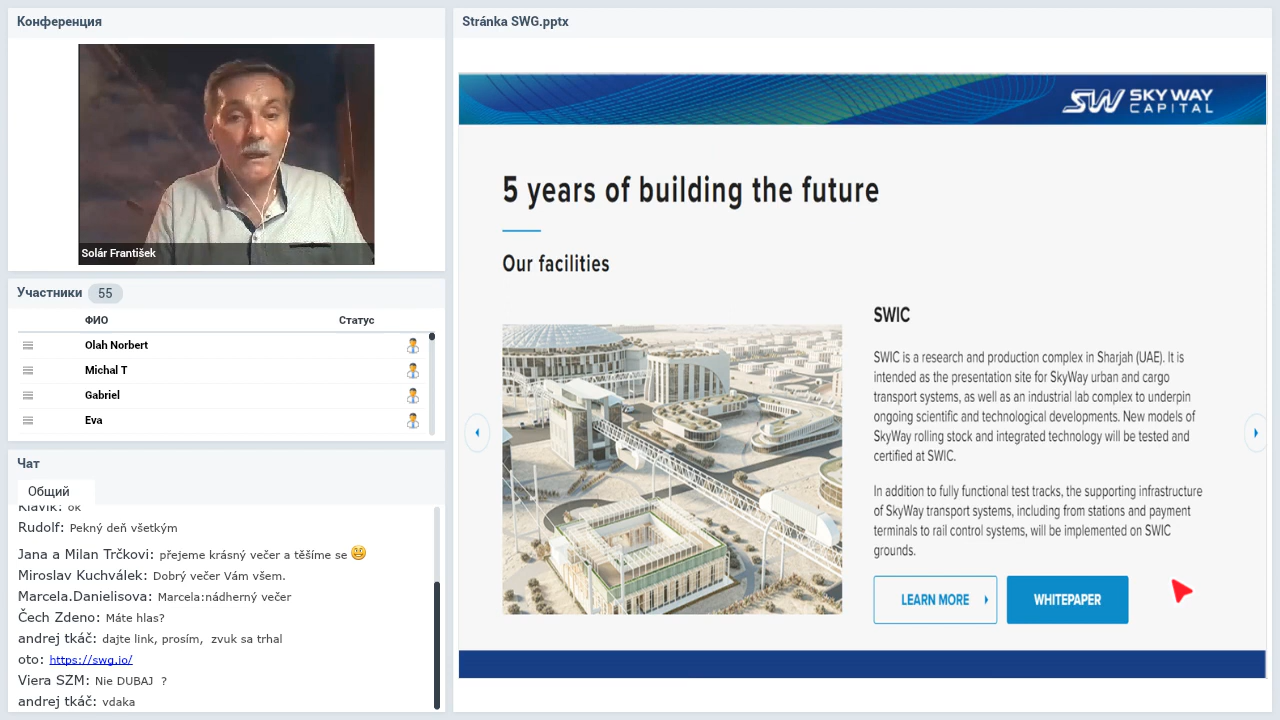 Конференция
Solár František
Участники 55
ФИО Статус
Olah Norbert
Michal T
Gabriel
Eva
Чат
Общий
Klavik: ok
Rudolf: Pekný deň všetkým
Jana a Milan Trčkovi: přejeme krásný večer a těšíme se
Miroslav Kuchválek: Dobrý večer Vám všem.
Marcela.Danielisova: Marcela:nádherný večer
Čech Zdeno: Máte hlas?
andrej tkáč: dajte link, prosím, zvuk sa trhal
oto: https://swg.io/
Viera SZM: Nie DUBAJ ?
andrej tkáč: vdaka
Stránka SWG.pptx
SW SKY WAY
CAPITAL
5 years of building the future
Our facilities
SWIC
SWIC is a research and production complex in Sharjah (UAE). It is
intended as the presentation site for SkyWay urban and cargo
transport systems, as well as an industrial lab complex to underpin
ongoing scientific and technological developments. New models of
SkyWay rolling stock and integrated technology will be tested and
certified at SWIC.
In addition to fully functional test tracks, the supporting infrastructure
of SkyWay transport systems, including from stations and payment
terminals to rail control systems, will be implemented on SWIC
grounds.
LEARN MORE
WHITEPAPER